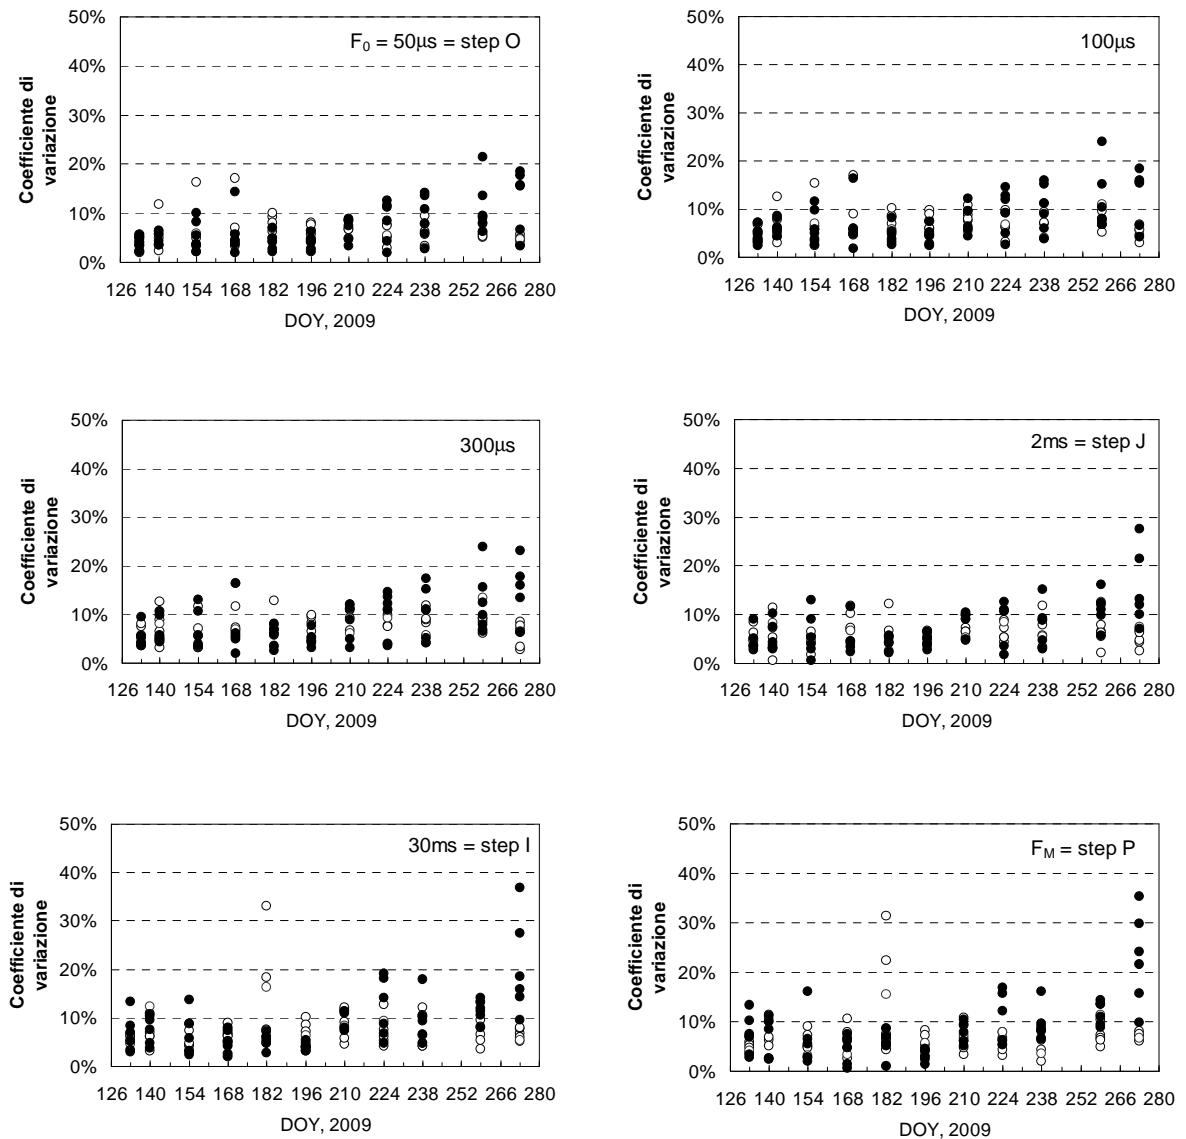 50%
F₀ = 50µs = step O
40%
30%
20%
10%
0%
Coefficiente di
variazione
126 140 154 168 182 196 210 224 238 252 266 280
DOY, 2009
50%
100µs
40%
30%
20%
10%
0%
Coefficiente di
variazione
126 140 154 168 182 196 210 224 238 252 266 280
DOY, 2009
50%
300µs
40%
30%
20%
10%
0%
Coefficiente di
variazione
126 140 154 168 182 196 210 224 238 252 266 280
DOY, 2009
50%
2ms = step J
40%
30%
20%
10%
0%
Coefficiente di
variazione
126 140 154 168 182 196 210 224 238 252 266 280
DOY, 2009
50%
30ms = step I
40%
30%
20%
10%
0%
Coefficiente di
variazione
126 140 154 168 182 196 210 224 238 252 266 280
DOY, 2009
50%
F_M = step P
40%
30%
20%
10%
0%
Coefficiente di
variazione
126 140 154 168 182 196 210 224 238 252 266 280
DOY, 2009